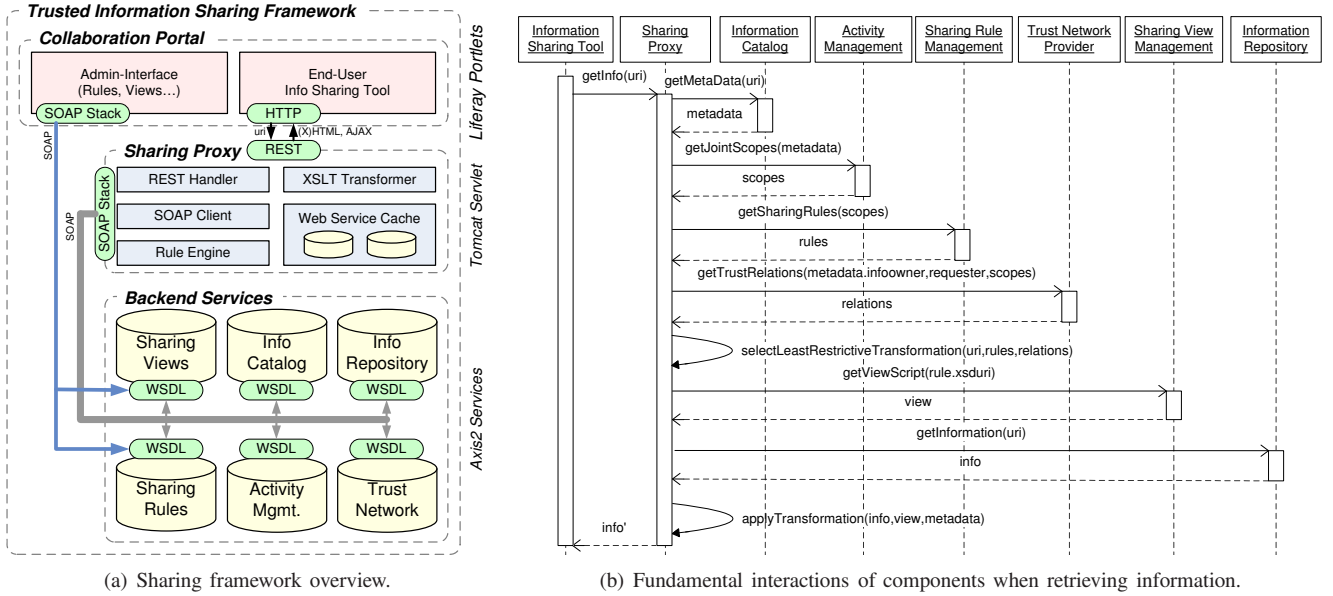 Trusted Information Sharing Framework
Collaboration Portal
Admin-Interface
(Rules, Views…)
End-User
Info Sharing Tool
SOAP Stack
HTTP
Liferay Portlets
SOAP
uri
(X)HTML, AJAX
REST
Sharing Proxy
SOAP Stack
SOAP
REST Handler
XSLT Transformer
SOAP Client
Web Service Cache
Rule Engine
Tomcat Servlet
Backend Services
Sharing
Views
Info
Catalog
Info
Repository
WSDL
WSDL
WSDL
WSDL
WSDL
WSDL
Sharing
Rules
Activity
Mgmt.
Trust
Network
Axis2 Services
(a) Sharing framework overview.
Information
Sharing Tool
Sharing
Proxy
Information
Catalog
Activity
Management
Sharing Rule
Management
Trust Network
Provider
Sharing View
Management
Information
Repository
getInfo(uri)
getMetaData(uri)
metadata
getJointScopes(metadata)
scopes
getSharingRules(scopes)
rules
getTrustRelations(metadata.infoowner,requester,scopes)
relations
selectLeastRestrictiveTransformation(uri,rules,relations)
getViewScript(rule.xsduri)
view
getInformation(uri)
info
applyTransformation(info,view,metadata)
info'
(b) Fundamental interactions of components when retrieving information.